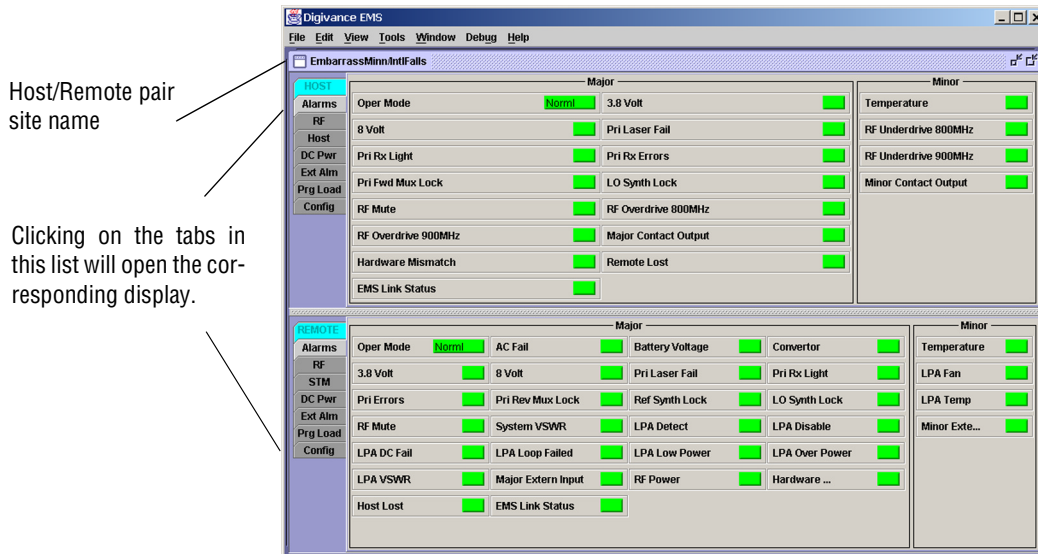 Digivance EMS
File Edit View Tools Window Debug Help
EmbarrassMinn/IntlFalls
Host/Remote pair
site name
Clicking on the tabs in
this list will open the cor-
responding display.
HOST
Alarms
RF
Host
DC Pwr
Ext Alm
Prg Load
Config
Major
Oper Mode Norml 3.8 Volt
8 Volt Pri Laser Fail
Pri Rx Light Pri Rx Errors
Pri Fwd Mux Lock LO Synth Lock
RF Mute RF Overdrive 800MHz
RF Overdrive 900MHz Major Contact Output
Hardware Mismatch Remote Lost
EMS Link Status
Minor
Temperature
RF Underdrive 800MHz
RF Underdrive 900MHz
Minor Contact Output
REMOTE
Alarms
RF
STM
DC Pwr
Ext Alm
Prg Load
Config
Major
Oper Mode Norml AC Fail Battery Voltage Convertor
3.8 Volt 8 Volt Pri Laser Fail Pri Rx Light
Pri Errors Pri Rev Mux Lock Ref Synth Lock LO Synth Lock
RF Mute System VSWR LPA Detect LPA Disable
LPA DC Fail LPA Loop Failed LPA Low Power LPA Over Power
LPA VSWR Major Extern Input RF Power Hardware ...
Host Lost EMS Link Status
Minor
Temperature
LPA Fan
LPA Temp
Minor Exte...